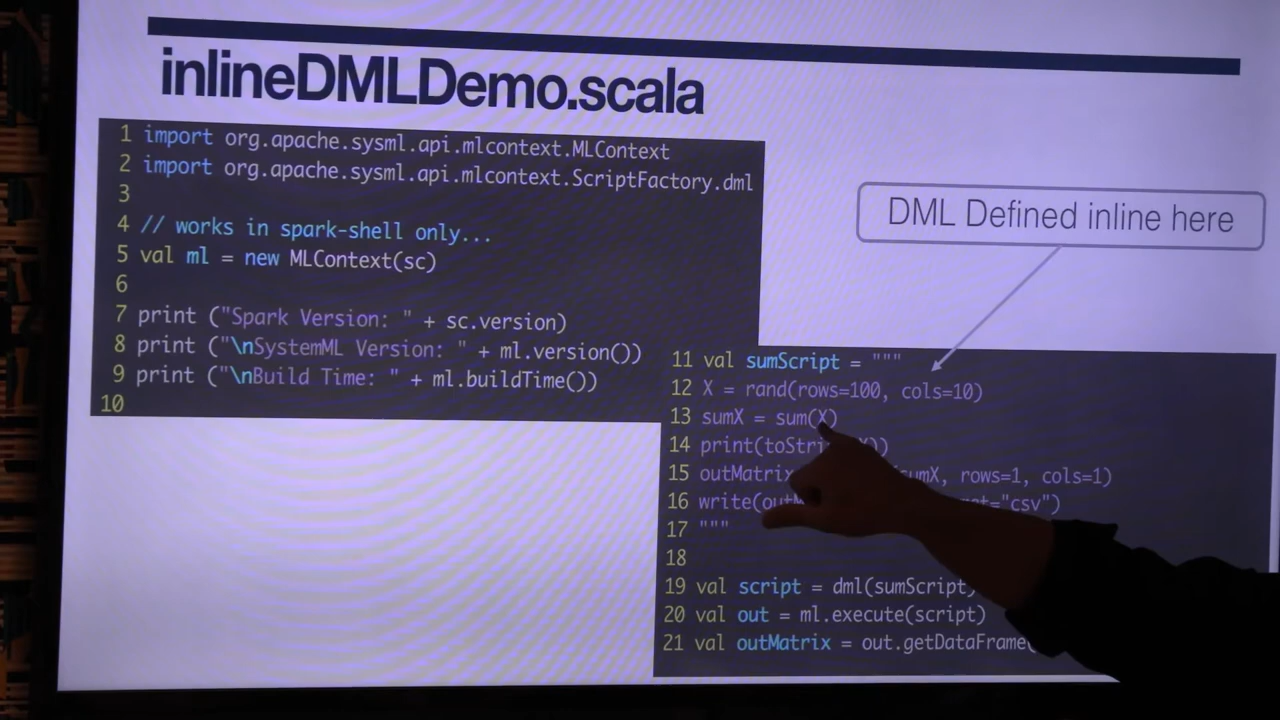 inlineDMLDemo.scala
1 import org.apache.sysml.api.mlcontext.MLContext
2 import org.apache.sysml.api.mlcontext.ScriptFactory.dml
3
4 // works in spark-shell only...
5 val ml = new MLContext(sc)
6
7 print ("Spark Version: " + sc.version)
8 print ("\nSystemML Version: " + ml.version())
9 print ("\nBuild Time: " + ml.buildTime())
10
DML Defined inline here
11 val sumScript = """
12 X = rand(rows=100, cols=10)
13 sumX = sum(X)
14 print(toStri X))
15 outMatrix (sumX, rows=1, cols=1)
16 write(out ="csv")
17 """
18
19 val script = dml(sumScript)
20 val out = ml.execute(script)
21 val outMatrix = out.getDataFrame(